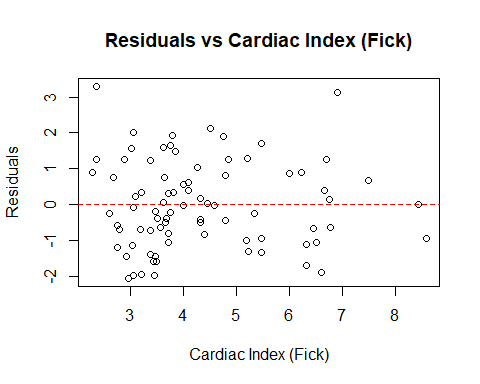 Residuals vs Cardiac Index (Fick)
Residuals
3
2
1
0
-1
-2
3 4 5 6 7 8
Cardiac Index (Fick)